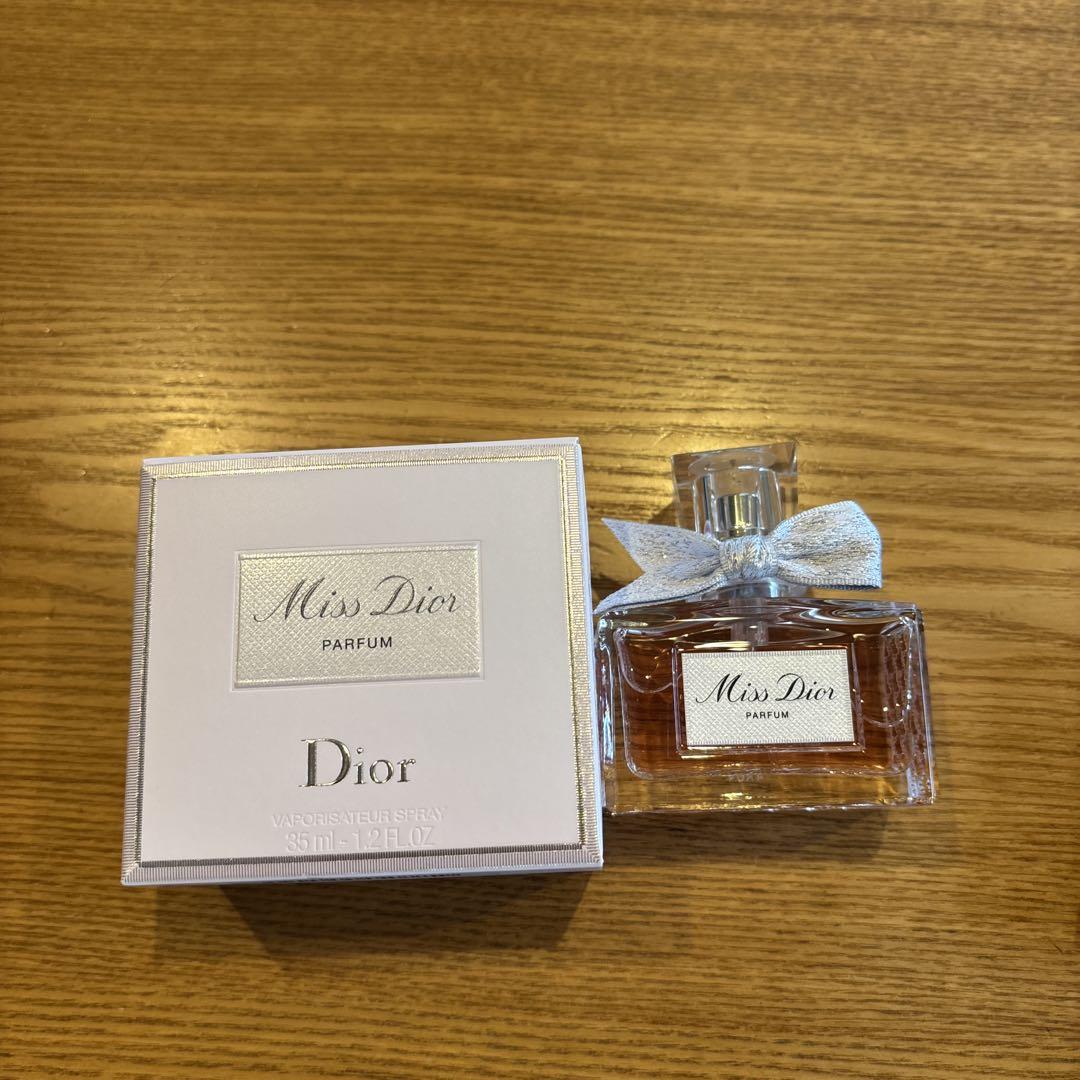 Miss Dior
PARFUM
Dior
VAPORISATEUR SPRAY
35 ml - 1.2 FL.OZ
Miss Dior
PARFUM